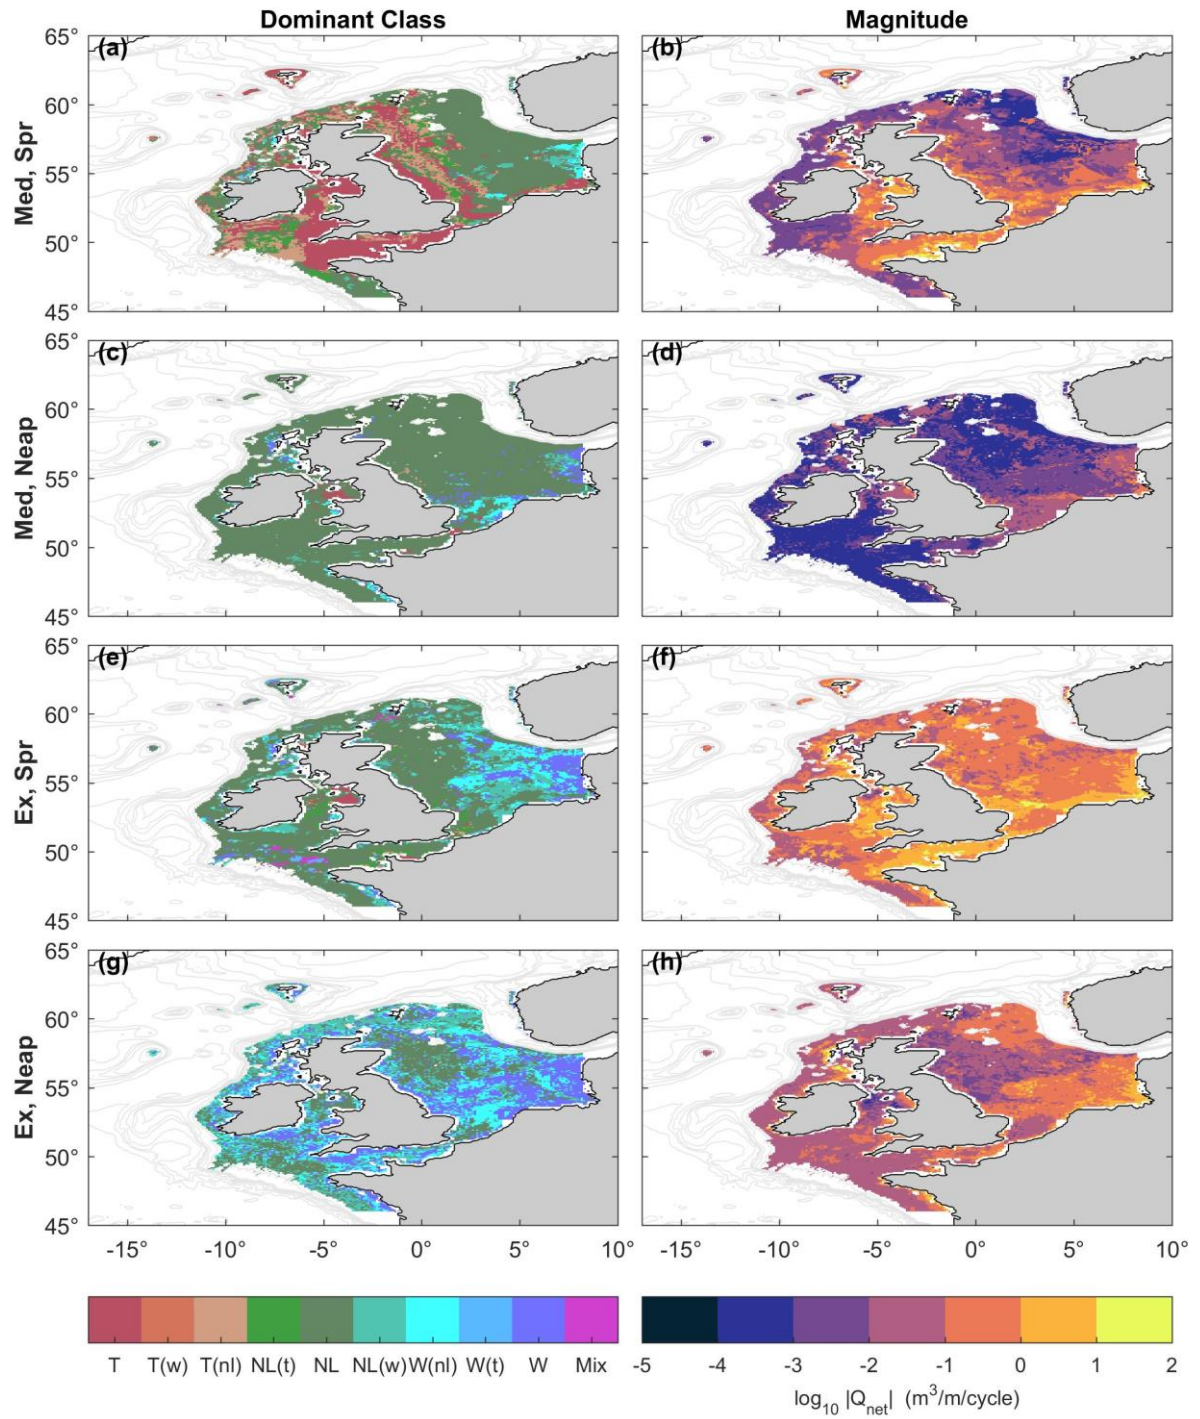 Dominant Class
Magnitude
65°
(a)
(b)
60°
Med, Spr
55°
50°
45°
65°
(c)
(d)
60°
Med, Neap
55°
50°
45°
65°
(e)
(f)
60°
Ex, Spr
55°
50°
45°
65°
(g)
(h)
60°
Ex, Neap
55°
50°
45°
-15° -10° -5° 0° 5° -15° -10° -5° 0° 5° 10°
T T(w) T(nl) NL(t) NL NL(w) W(nl) W(t) W Mix
-5 -4 -3 -2 -1 0 1 2
log10 |Qnet| (m³/m/cycle)